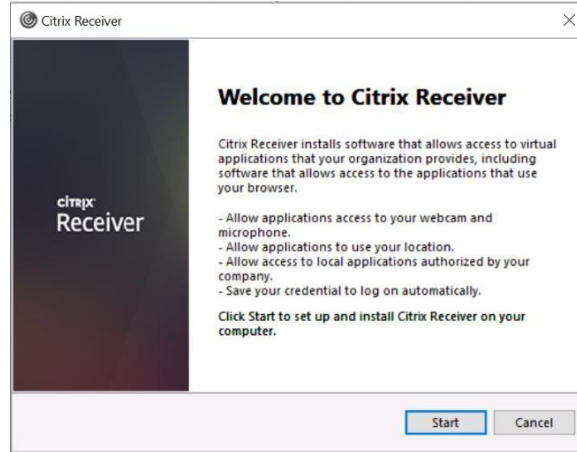 Citrix Receiver
Welcome to Citrix Receiver
Citrix Receiver installs software that allows access to virtual
applications that your organization provides, including
software that allows access to the applications that use
your browser.
- Allow applications access to your webcam and
microphone.
- Allow applications to use your location.
- Allow access to local applications authorized by your
company.
- Save your credential to log on automatically.
Click Start to set up and install Citrix Receiver on your
computer.
CITRIX
Receiver
Start Cancel